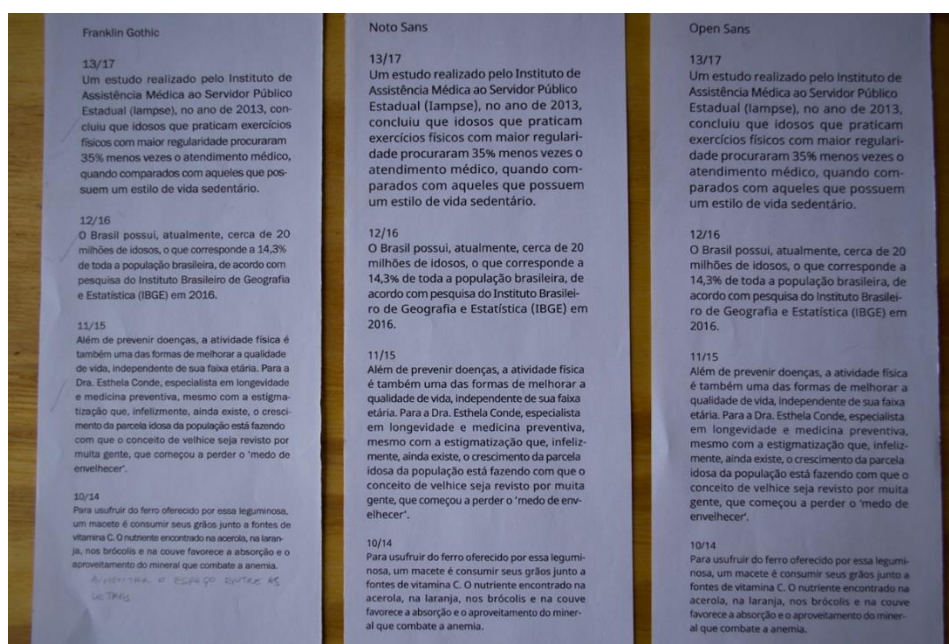 Franklin Gothic
13/17
Um estudo realizado pelo Instituto de
Assistência Médica ao Servidor Público
Estadual (Iampse), no ano de 2013, con-
cluiu que idosos que praticam exercícios
físicos com maior regularidade procuraram
35% menos vezes o atendimento médico,
quando comparados com aqueles que pos-
suem um estilo de vida sedentário.
12/16
O Brasil possui, atualmente, cerca de 20
milhões de idosos, o que corresponde a 14,3%
de toda a população brasileira, de acordo com
pesquisa do Instituto Brasileiro de Geografia
e Estatística (IBGE) em 2016.
11/15
Além de prevenir doenças, a atividade física é
também uma das formas de melhorar a qualidade
de vida, independente de sua faixa etária. Para a
Dra. Esthela Conde, especialista em longevidade
e medicina preventiva, mesmo com a estigma-
tização que, infelizmente, ainda existe, o cresci-
mento da parcela idosa da população está fazendo
com que o conceito de velhice seja revisto por
muita gente, que começou a perder o 'medo de
envelhecer'.
10/14
Para usufruir do ferro oferecido por essa leguminosa,
um macete é consumir seus grãos junto a fontes de
vitamina C. O nutriente encontrado na acerola, na laran-
ja, nos brócolis e na couve favorece a absorção e o
aproveitamento do mineral que combate a anemia.
AUMENTAR O ESPAÇO ENTRE AS
LETRAS
Noto Sans
13/17
Um estudo realizado pelo Instituto de
Assistência Médica ao Servidor Público
Estadual (Iampse), no ano de 2013,
concluiu que idosos que praticam
exercícios físicos com maior regulari-
dade procuraram 35% menos vezes o
atendimento médico, quando com-
parados com aqueles que possuem
um estilo de vida sedentário.
12/16
O Brasil possui, atualmente, cerca de 20
milhões de idosos, o que corresponde a
14,3% de toda a população brasileira, de
acordo com pesquisa do Instituto Brasilei-
ro de Geografia e Estatística (IBGE) em
2016.
11/15
Além de prevenir doenças, a atividade física
é também uma das formas de melhorar a
qualidade de vida, independente de sua faixa
etária. Para a Dra. Esthela Conde, especialista
em longevidade e medicina preventiva,
mesmo com a estigmatização que, infeliz-
mente, ainda existe, o crescimento da parcela
idosa da população está fazendo com que o
conceito de velhice seja revisto por muita
gente, que começou a perder o 'medo de env-
elhecer'.
10/14
Para usufruir do ferro oferecido por essa legumi-
nosa, um macete é consumir seus grãos junto a
fontes de vitamina C. O nutriente encontrado na
acerola, na laranja, nos brócolis e na couve
favorece a absorção e o aproveitamento do miner-
al que combate a anemia.
Open Sans
13/17
Um estudo realizado pelo Instituto de
Assistência Médica ao Servidor Público
Estadual (Iampse), no ano de 2013,
concluiu que idosos que praticam
exercícios físicos com maior regulari-
dade procuraram 35% menos vezes o
atendimento médico, quando com-
parados com aqueles que possuem
um estilo de vida sedentário.
12/16
O Brasil possui, atualmente, cerca de 20
milhões de idosos, o que corresponde a
14,3% de toda a população brasileira, de
acordo com pesquisa do Instituto Brasilei-
ro de Geografia e Estatística (IBGE) em
2016.
11/15
Além de prevenir doenças, a atividade física
é também uma das formas de melhorar a
qualidade de vida, independente de sua faixa
etária. Para a Dra. Esthela Conde, especialista
em longevidade e medicina preventiva,
mesmo com a estigmatização que, infeliz-
mente, ainda existe, o crescimento da parcela
idosa da população está fazendo com que o
conceito de velhice seja revisto por muita
gente, que começou a perder o 'medo de
envelhecer'.
10/14
Para usufruir do ferro oferecido por essa legumi-
nosa, um macete é consumir seus grãos junto a
fontes de vitamina C. O nutriente encontrado na
acerola, na laranja, nos brócolis e na couve
favorece a absorção e o aproveitamento do miner-
al que combate a anemia.